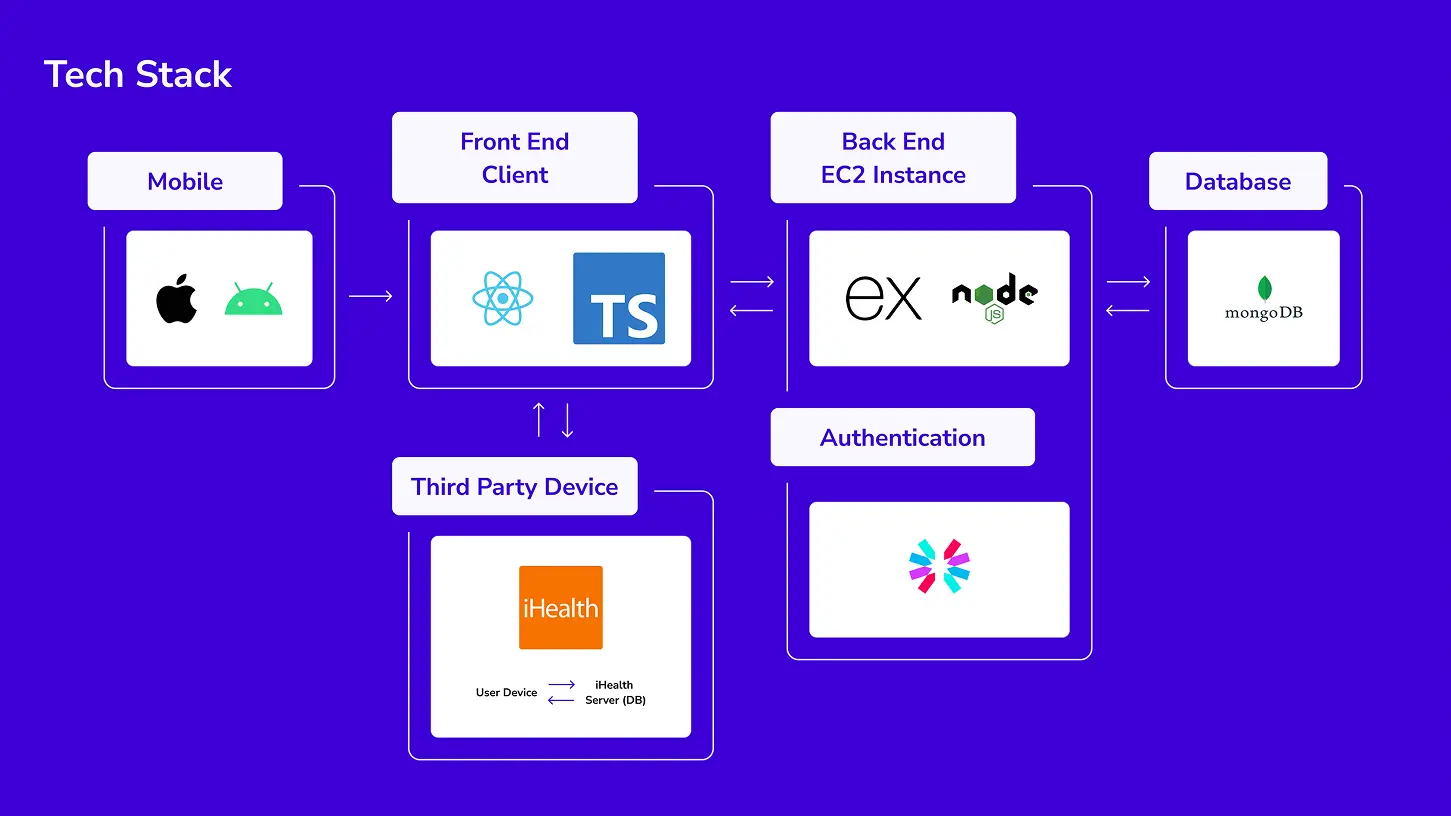 Tech Stack
Mobile
Front End
Client
TS
Back End
EC2 Instance
ex
node
JS
Database
mongoDB
Third Party Device
iHealth
User Device
iHealth
Server (DB)
Authentication